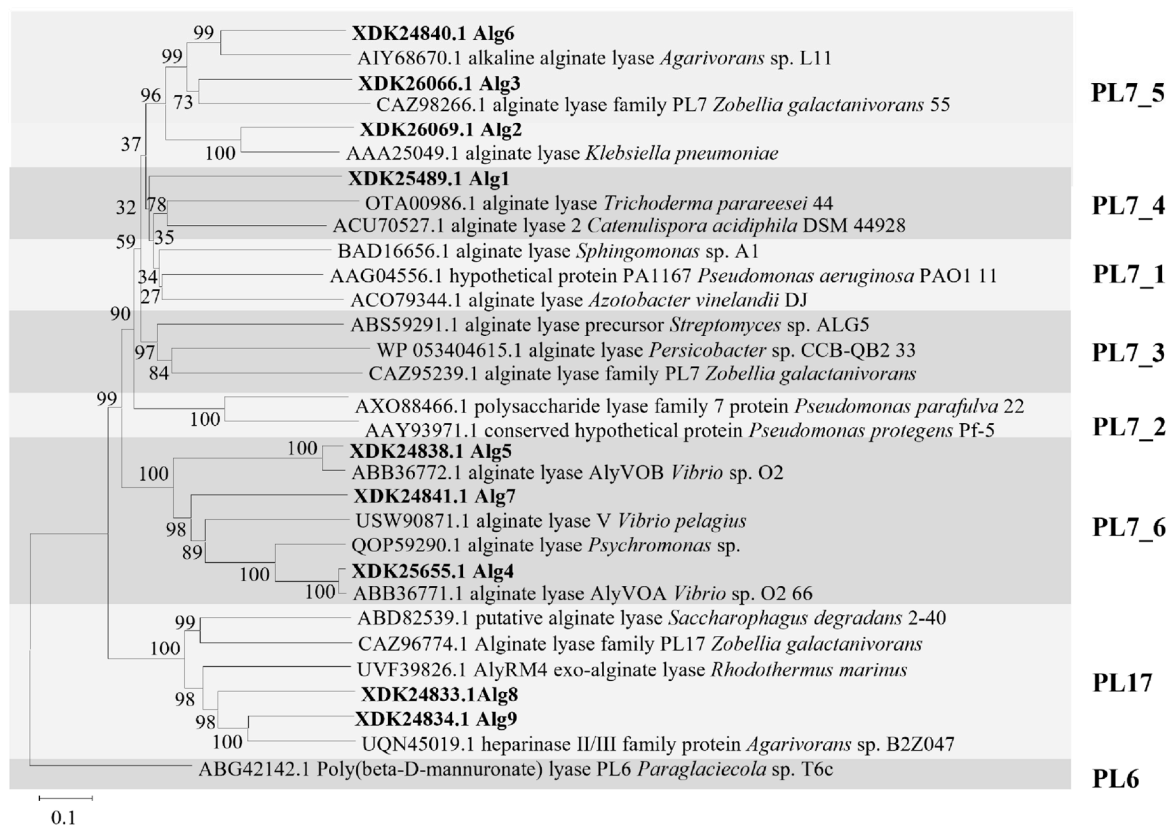 99 XDK24840.1 Alg6
99 AIY68670.1 alkaline alginate lyase Agarivorans sp. L11
XDK26066.1 Alg3
PL7_5
96 73 CAZ98266.1 alginate lyase family PL7 Zobellia galactanivorans 55
XDK26069.1 Alg2
37 100 AAA25049.1 alginate lyase Klebsiella pneumoniae
XDK25489.1 Alg1
32 78 OTA00986.1 alginate lyase Trichoderma parareesei 44
PL7_4
35 ACU70527.1 alginate lyase 2 Catenulispora acidiphila DSM 44928
59 BAD16656.1 alginate lyase Sphingomonas sp. A1
34 AAG04556.1 hypothetical protein PA1167 Pseudomonas aeruginosa PAO1 11
PL7_1
27 ACO79344.1 alginate lyase Azotobacter vinelandii DJ
90 ABS59291.1 alginate lyase precursor Streptomyces sp. ALG5
97 WP 053404615.1 alginate lyase Persicobacter sp. CCB-QB2 33
PL7_3
84 CAZ95239.1 alginate lyase family PL7 Zobellia galactanivorans
99 AXO88466.1 polysaccharide lyase family 7 protein Pseudomonas parafulva 22
100 AAY93971.1 conserved hypothetical protein Pseudomonas protegens Pf-5
PL7_2
100 XDK24838.1 Alg5
100 ABB36772.1 alginate lyase AlyVOB Vibrio sp. O2
XDK24841.1 Alg7
98 USW90871.1 alginate lyase V Vibrio pelagius
PL7_6
89 QOP59290.1 alginate lyase Psychromonas sp.
100 XDK25655.1 Alg4
100 ABB36771.1 alginate lyase AlyVOA Vibrio sp. O2 66
99 ABD82539.1 putative alginate lyase Saccharophagus degradans 2-40
100 CAZ96774.1 Alginate lyase family PL17 Zobellia galactanivorans
UVF39826.1 AlyRM4 exo-alginate lyase Rhodothermus marinus
98 XDK24833.1Alg8
PL17
98 XDK24834.1 Alg9
100 UQN45019.1 heparinase II/III family protein Agarivorans sp. B2Z047
ABG42142.1 Poly(beta-D-mannuronate) lyase PL6 Paraglaciecola sp. T6c
PL6
0.1